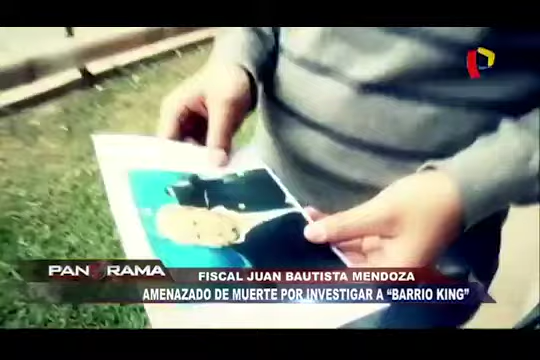 PANORAMA
FISCAL JUAN BAUTISTA MENDOZA
AMENAZADO DE MUERTE POR INVESTIGAR A “BARRIO KING”